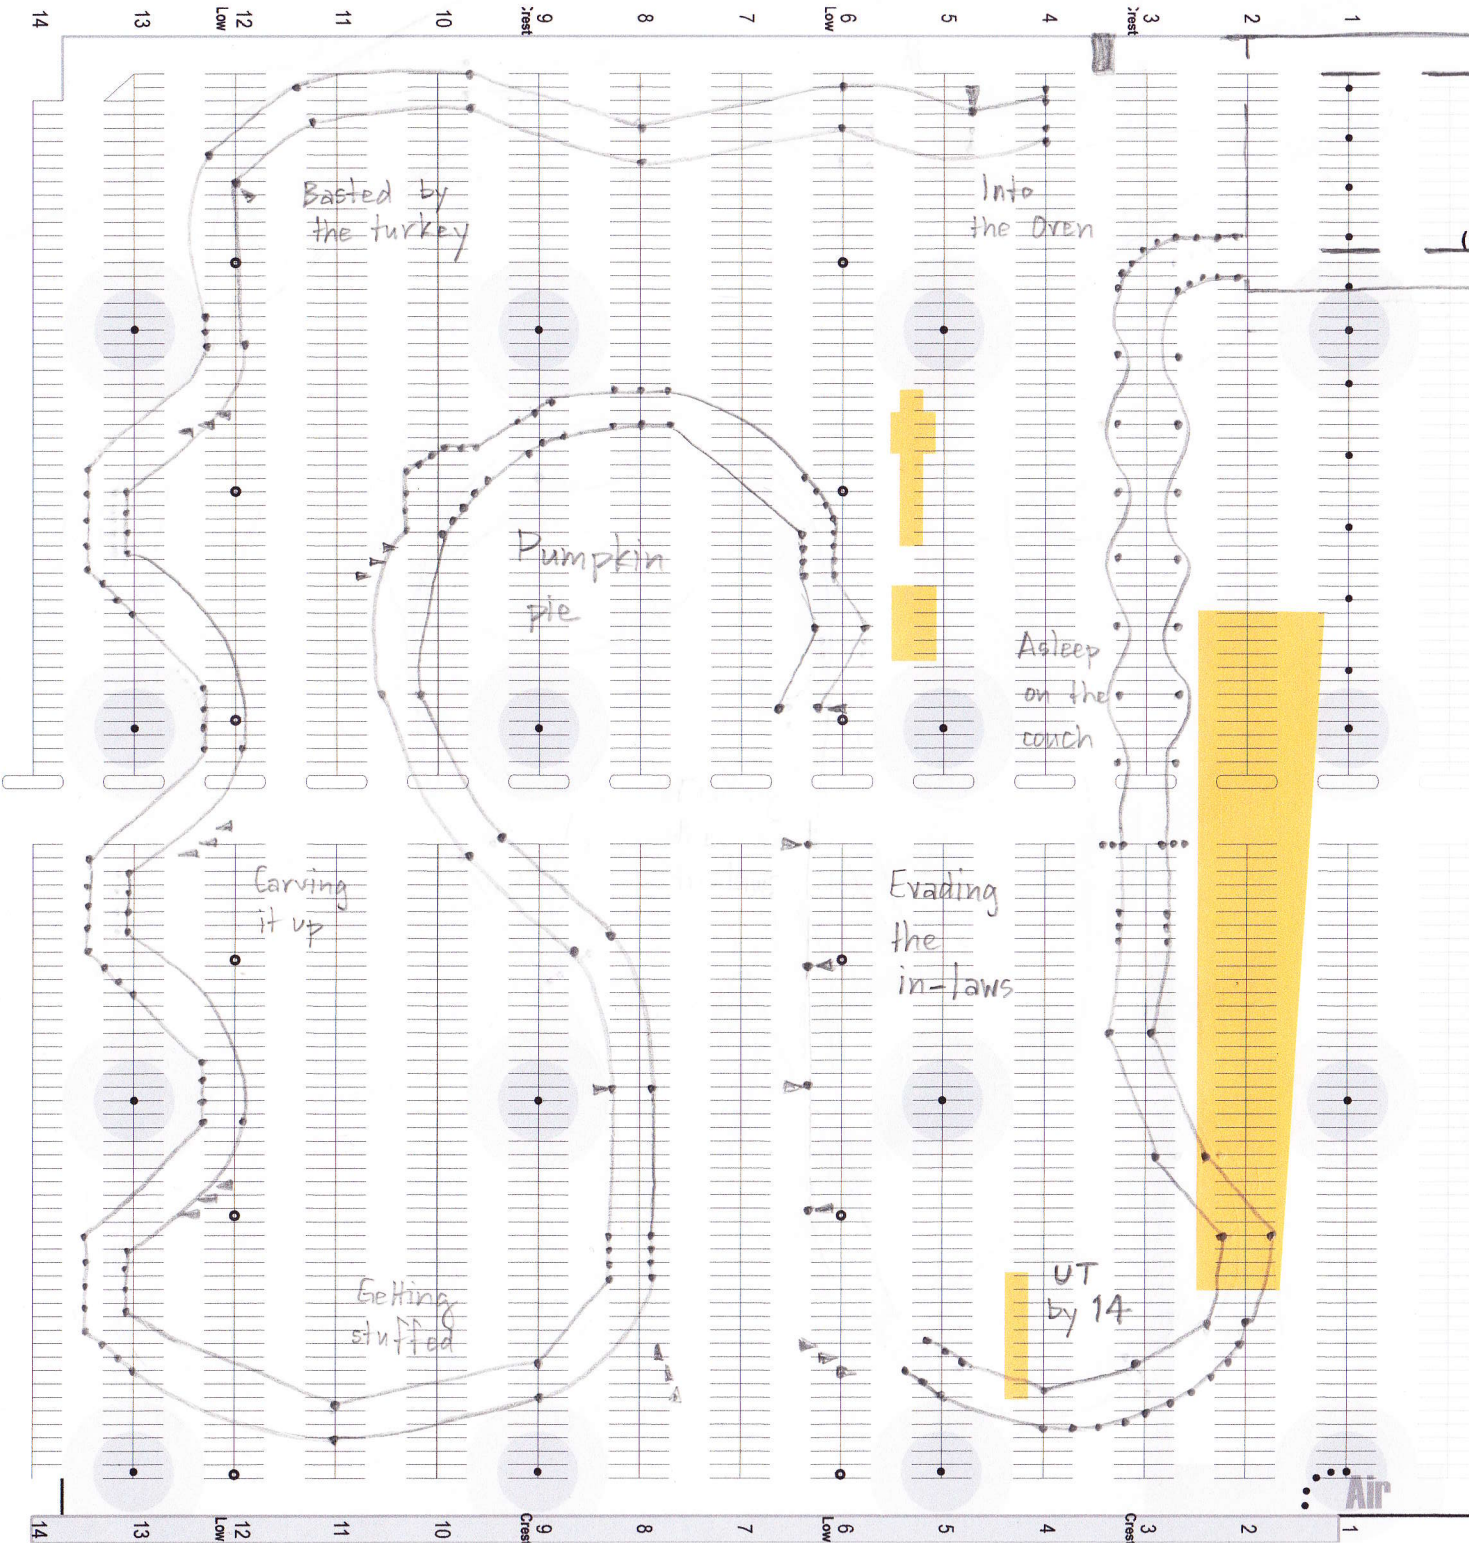 14 13 12 11 10 9 8 7 6 5 4 3 2 1
Low Crest Low Crest
Basted by
the turkey
Into
the Oven
Pumpkin
pie
Asleep
on the
couch
Carving
it up
Evading
the
in-laws
Getting
stuffed
UT
by 14
Air
14 13 12 11 10 9 8 7 6 5 4 3 2 1
Low Crest Low Crest